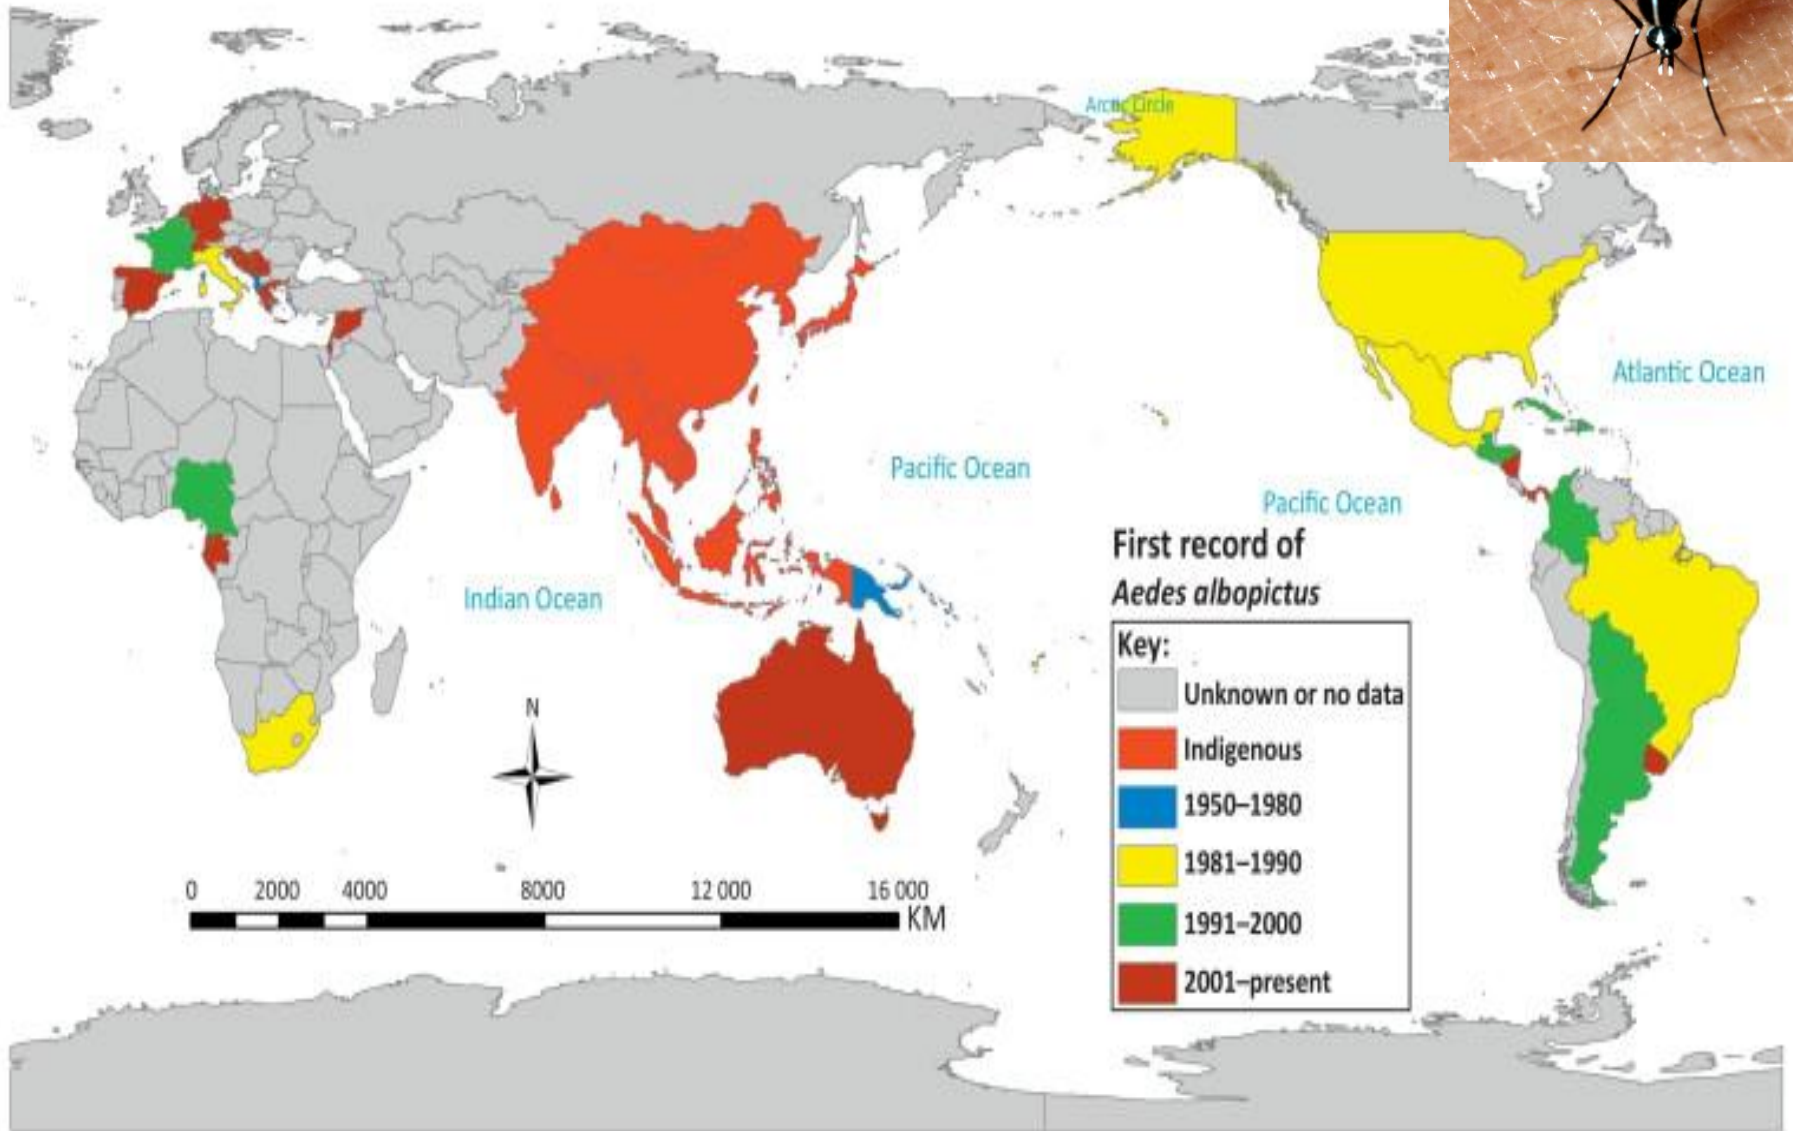 Arctic Circle
Atlantic Ocean
Pacific Ocean
Pacific Ocean
Indian Ocean
First record of
Aedes albopictus
Key:
Unknown or no data
Indigenous
1950–1980
1981–1990
1991–2000
2001–present
N
0 2000 4000 8000 12 000 16 000
KM